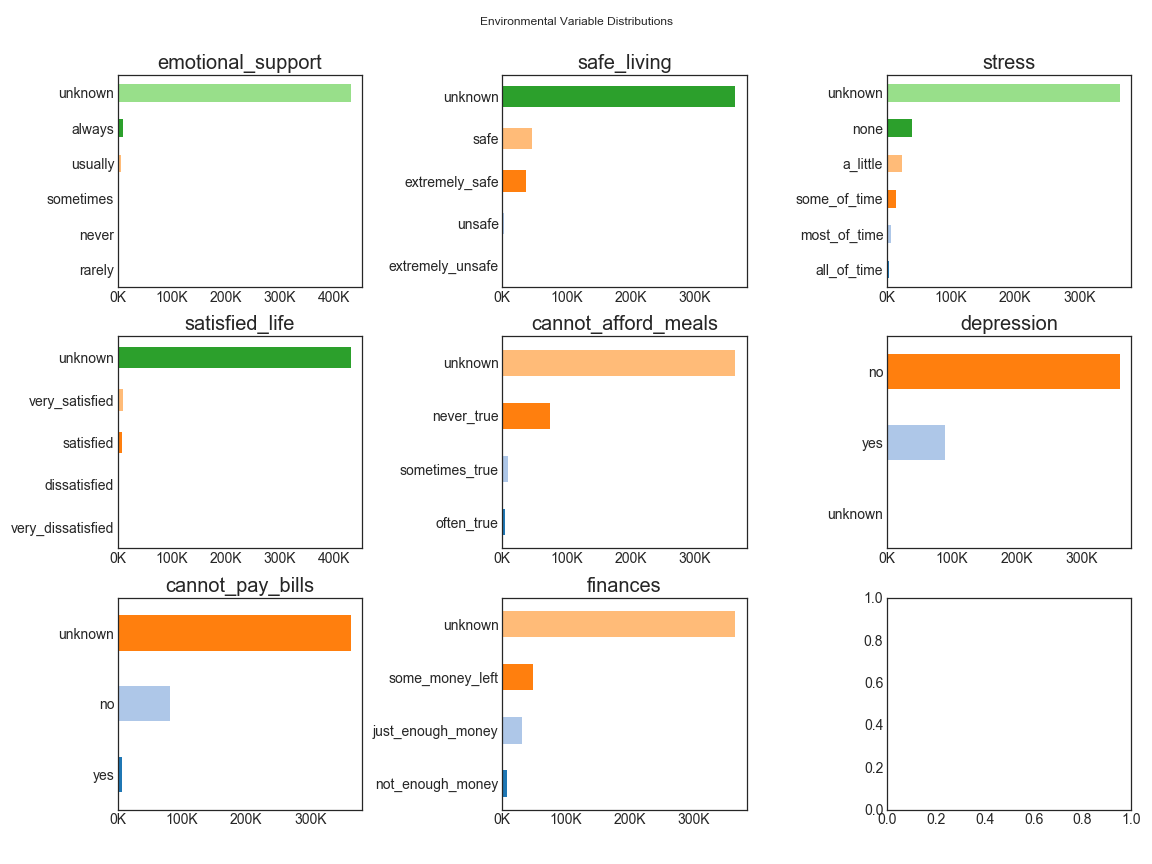 Environmental Variable Distributions
emotional_support
unknown
always
usually
sometimes
never
rarely
0K 100K 200K 300K 400K
safe_living
unknown
safe
extremely_safe
unsafe
extremely_unsafe
0K 100K 200K 300K
stress
unknown
none
a_little
some_of_time
most_of_time
all_of_time
0K 100K 200K 300K
satisfied_life
unknown
very_satisfied
satisfied
dissatisfied
very_dissatisfied
0K 100K 200K 300K 400K
cannot_afford_meals
unknown
never_true
sometimes_true
often_true
0K 100K 200K 300K
depression
no
yes
unknown
0K 100K 200K 300K
cannot_pay_bills
unknown
no
yes
0K 100K 200K 300K
finances
unknown
some_money_left
just_enough_money
not_enough_money
0K 100K 200K 300K
1.0
0.8
0.6
0.4
0.2
0.0
0.0 0.2 0.4 0.6 0.8 1.0